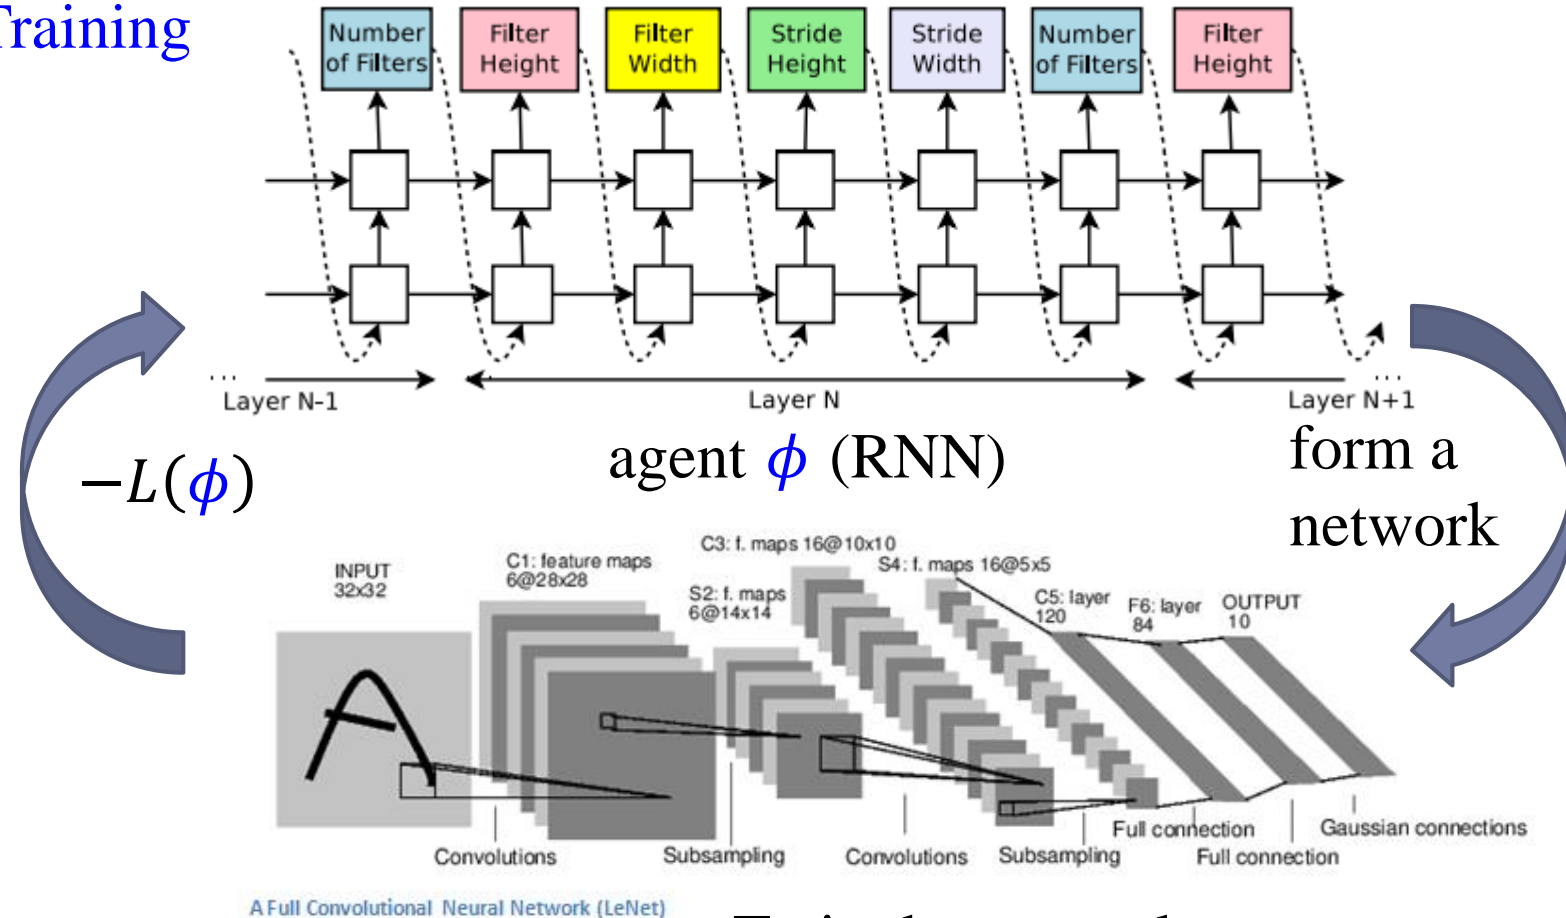 Training
Number of Filters
Filter Height
Filter Width
Stride Height
Stride Width
Number of Filters
Filter Height
...
...
Layer N-1
Layer N
Layer N+1
agent ϕ (RNN)
form a
network
−L(ϕ)
INPUT
32x32
C1: feature maps
6@28x28
C3: f. maps 16@10x10
S2: f. maps
6@14x14
S4: f. maps 16@5x5
C5: layer
120
F6: layer
84
OUTPUT
10
Convolutions
Subsampling
Convolutions
Subsampling
Full connection
Full connection
Gaussian connections
A Full Convolutional Neural Network (LeNet)